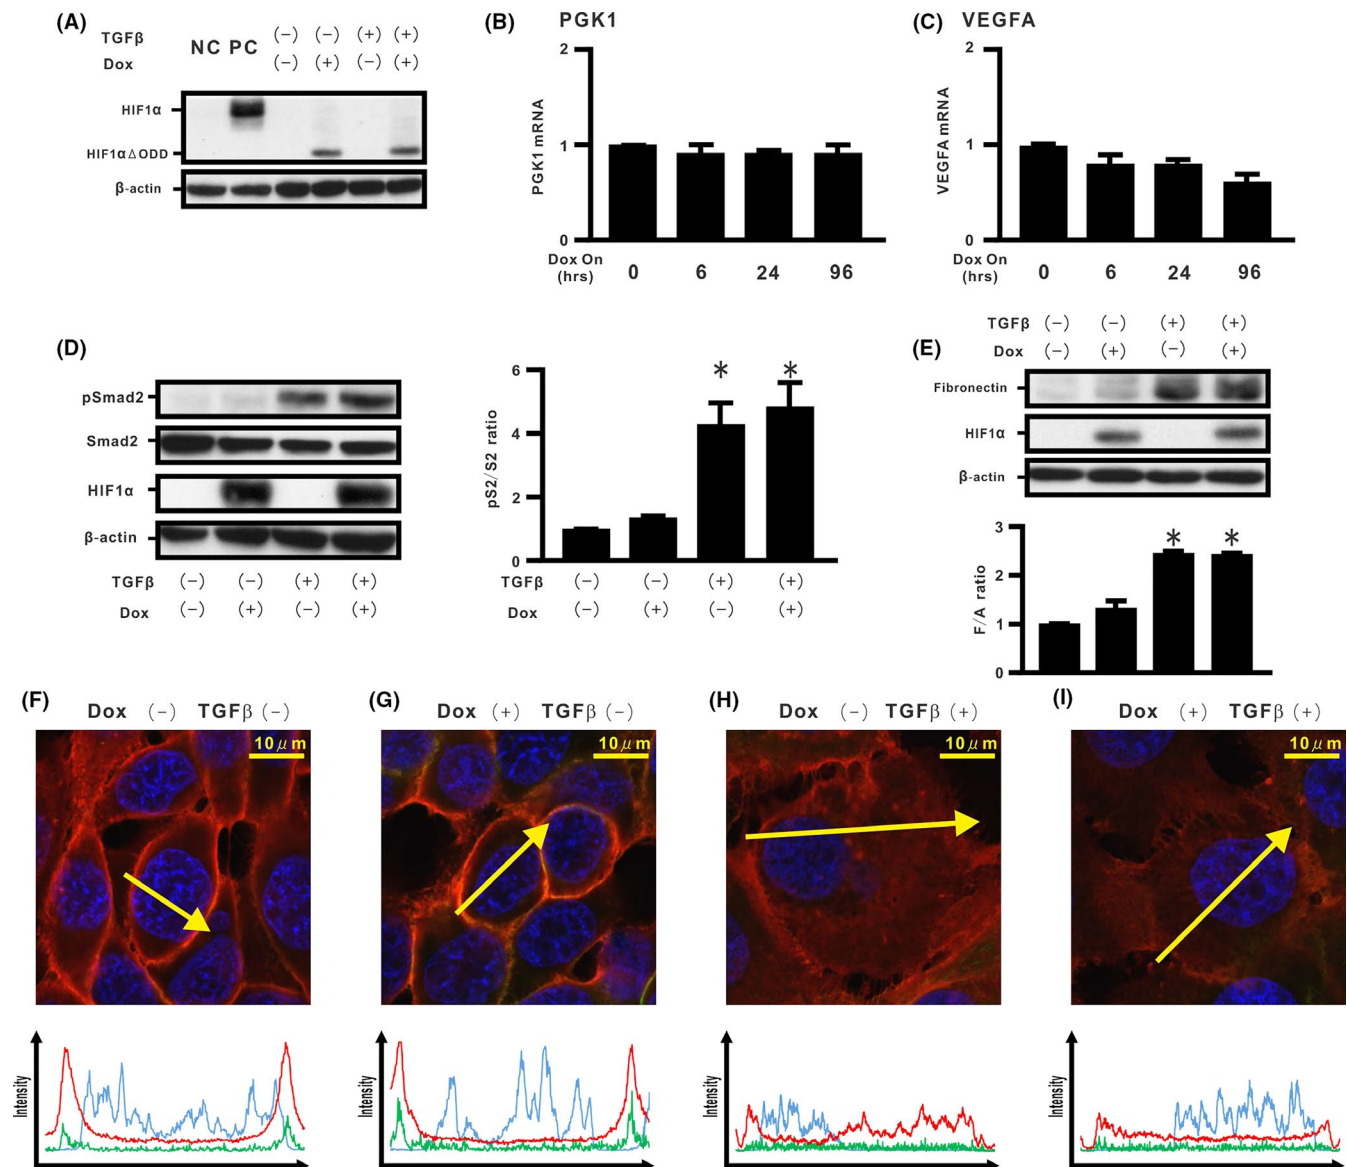 (A)
TGFβ NC PC (−) (−) (+) (+)
Dox (−) (+) (−) (+)
HIF1α
HIF1αΔODD
β-actin
(B) PGK1
PGK1 mRNA
2
1
0
Dox On (hrs) 0 6 24 96
(C) VEGFA
VEGFA mRNA
2
1
0
Dox On (hrs) 0 6 24 96
(D)
pSmad2
Smad2
HIF1α
β-actin
TGFβ (−) (−) (+) (+)
Dox (−) (+) (−) (+)
pS2/S2 ratio
6
4
2
0
* *
TGFβ (−) (−) (+) (+)
Dox (−) (+) (−) (+)
(E)
TGFβ (−) (−) (+) (+)
Dox (−) (+) (−) (+)
Fibronectin
HIF1α
β-actin
F/A ratio
3
2
1
0
* *
(F) Dox (−) TGFβ (−)
10 μm
Intensity
(G) Dox (+) TGFβ (−)
10 μm
Intensity
(H) Dox (−) TGFβ (+)
10 μm
Intensity
(I) Dox (+) TGFβ (+)
10 μm
Intensity